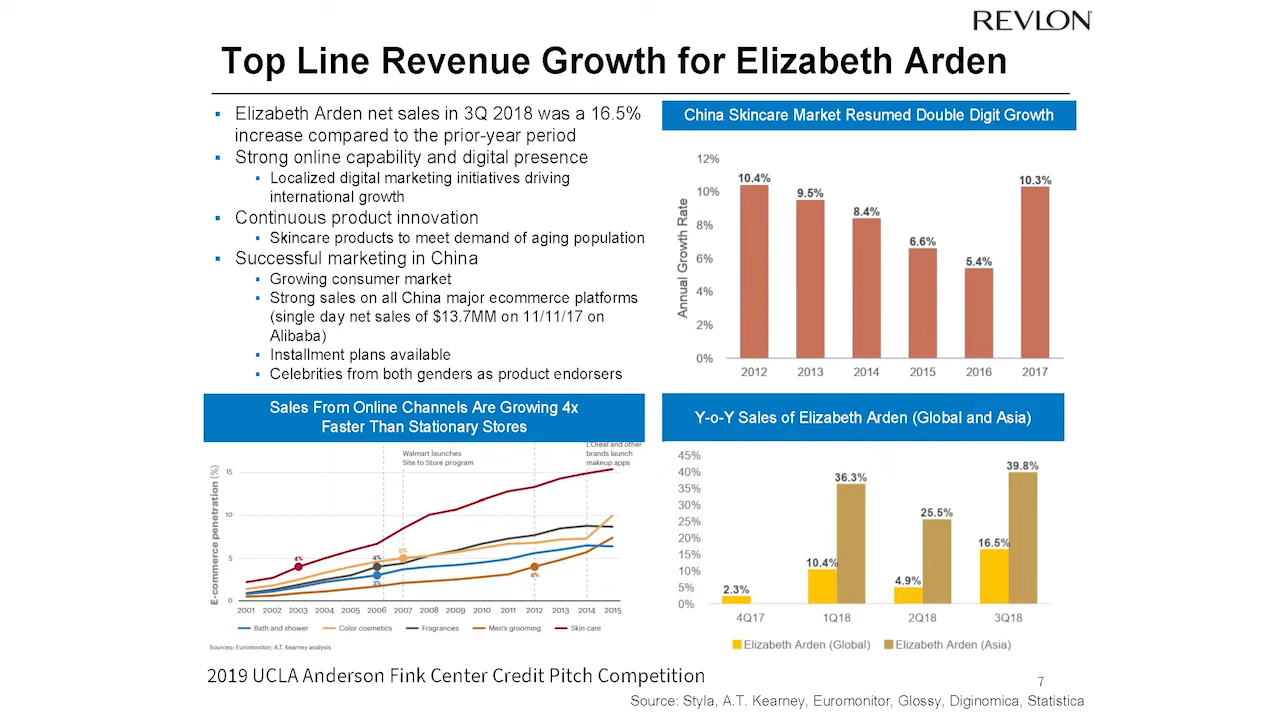 REVLON
Top Line Revenue Growth for Elizabeth Arden
▪ Elizabeth Arden net sales in 3Q 2018 was a 16.5%
increase compared to the prior-year period
▪ Strong online capability and digital presence
▪ Localized digital marketing initiatives driving
international growth
▪ Continuous product innovation
▪ Skincare products to meet demand of aging population
▪ Successful marketing in China
▪ Growing consumer market
▪ Strong sales on all China major ecommerce platforms
(single day net sales of $13.7MM on 11/11/17 on
Alibaba)
▪ Installment plans available
▪ Celebrities from both genders as product endorsers
China Skincare Market Resumed Double Digit Growth
Annual Growth Rate
12%
10%
8%
6%
4%
2%
0%
10.4%
9.5%
8.4%
6.6%
5.4%
10.3%
2012 2013 2014 2015 2016 2017
Sales From Online Channels Are Growing 4x
Faster Than Stationary Stores
Walmart launches
Site to Store program
L'Oreal and other
brands launch
makeup apps
E-commerce penetration (%)
15
10
5
0
4%
4%
5%
3%
4%
2001 2002 2003 2004 2005 2006 2007 2008 2009 2010 2011 2012 2013 2014 2015
Bath and shower Color cosmetics Fragrances Men's grooming Skin care
Sources: Euromonitor; A.T. Kearney analysis
Y-o-Y Sales of Elizabeth Arden (Global and Asia)
45%
40%
35%
30%
25%
20%
15%
10%
5%
0%
2.3%
10.4%
36.3%
4.9%
25.5%
16.5%
39.8%
4Q17 1Q18 2Q18 3Q18
Elizabeth Arden (Global) Elizabeth Arden (Asia)
2019 UCLA Anderson Fink Center Credit Pitch Competition
7
Source: Styla, A.T. Kearney, Euromonitor, Glossy, Diginomica, Statistica